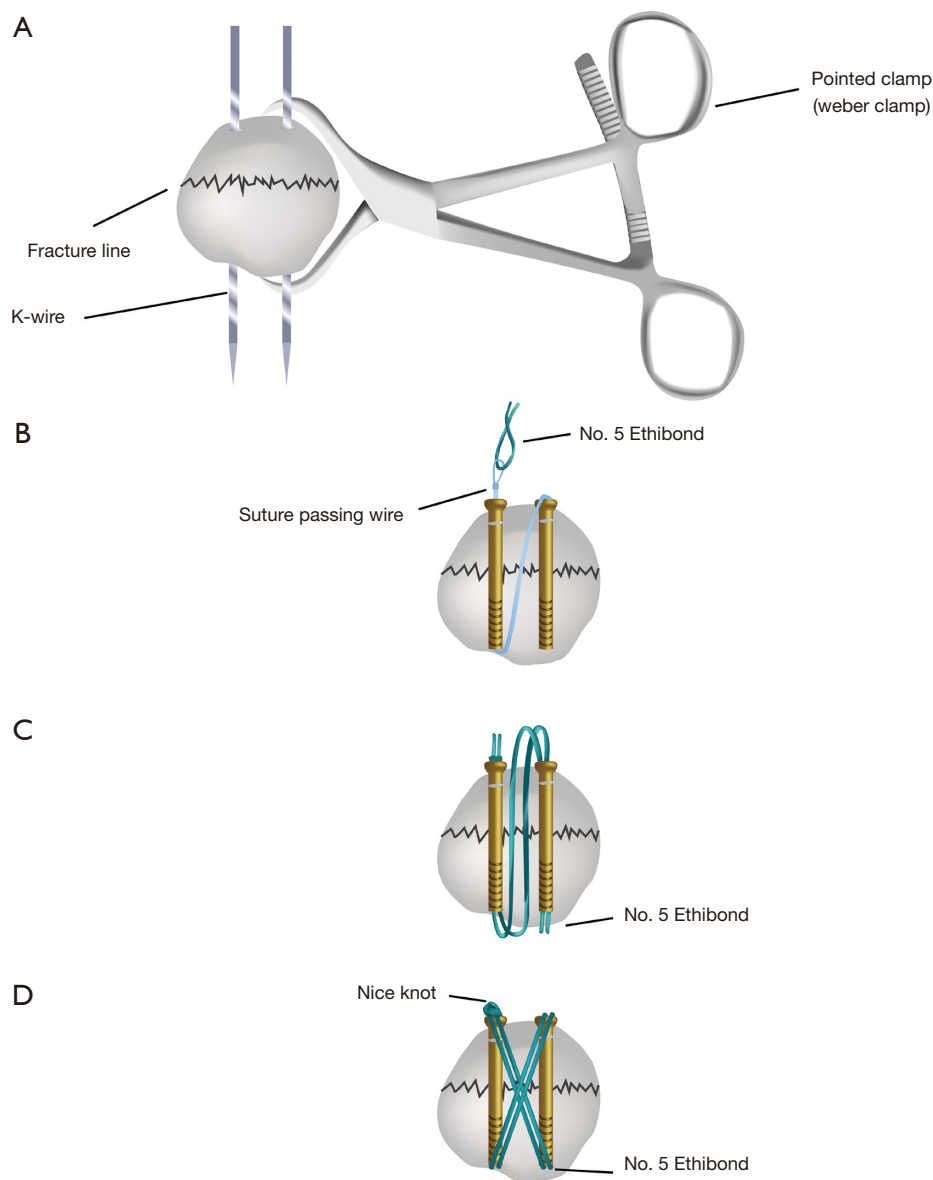 A
Pointed clamp
(weber clamp)
Fracture line
K-wire
B
No. 5 Ethibond
Suture passing wire
C
No. 5 Ethibond
D
Nice knot
No. 5 Ethibond